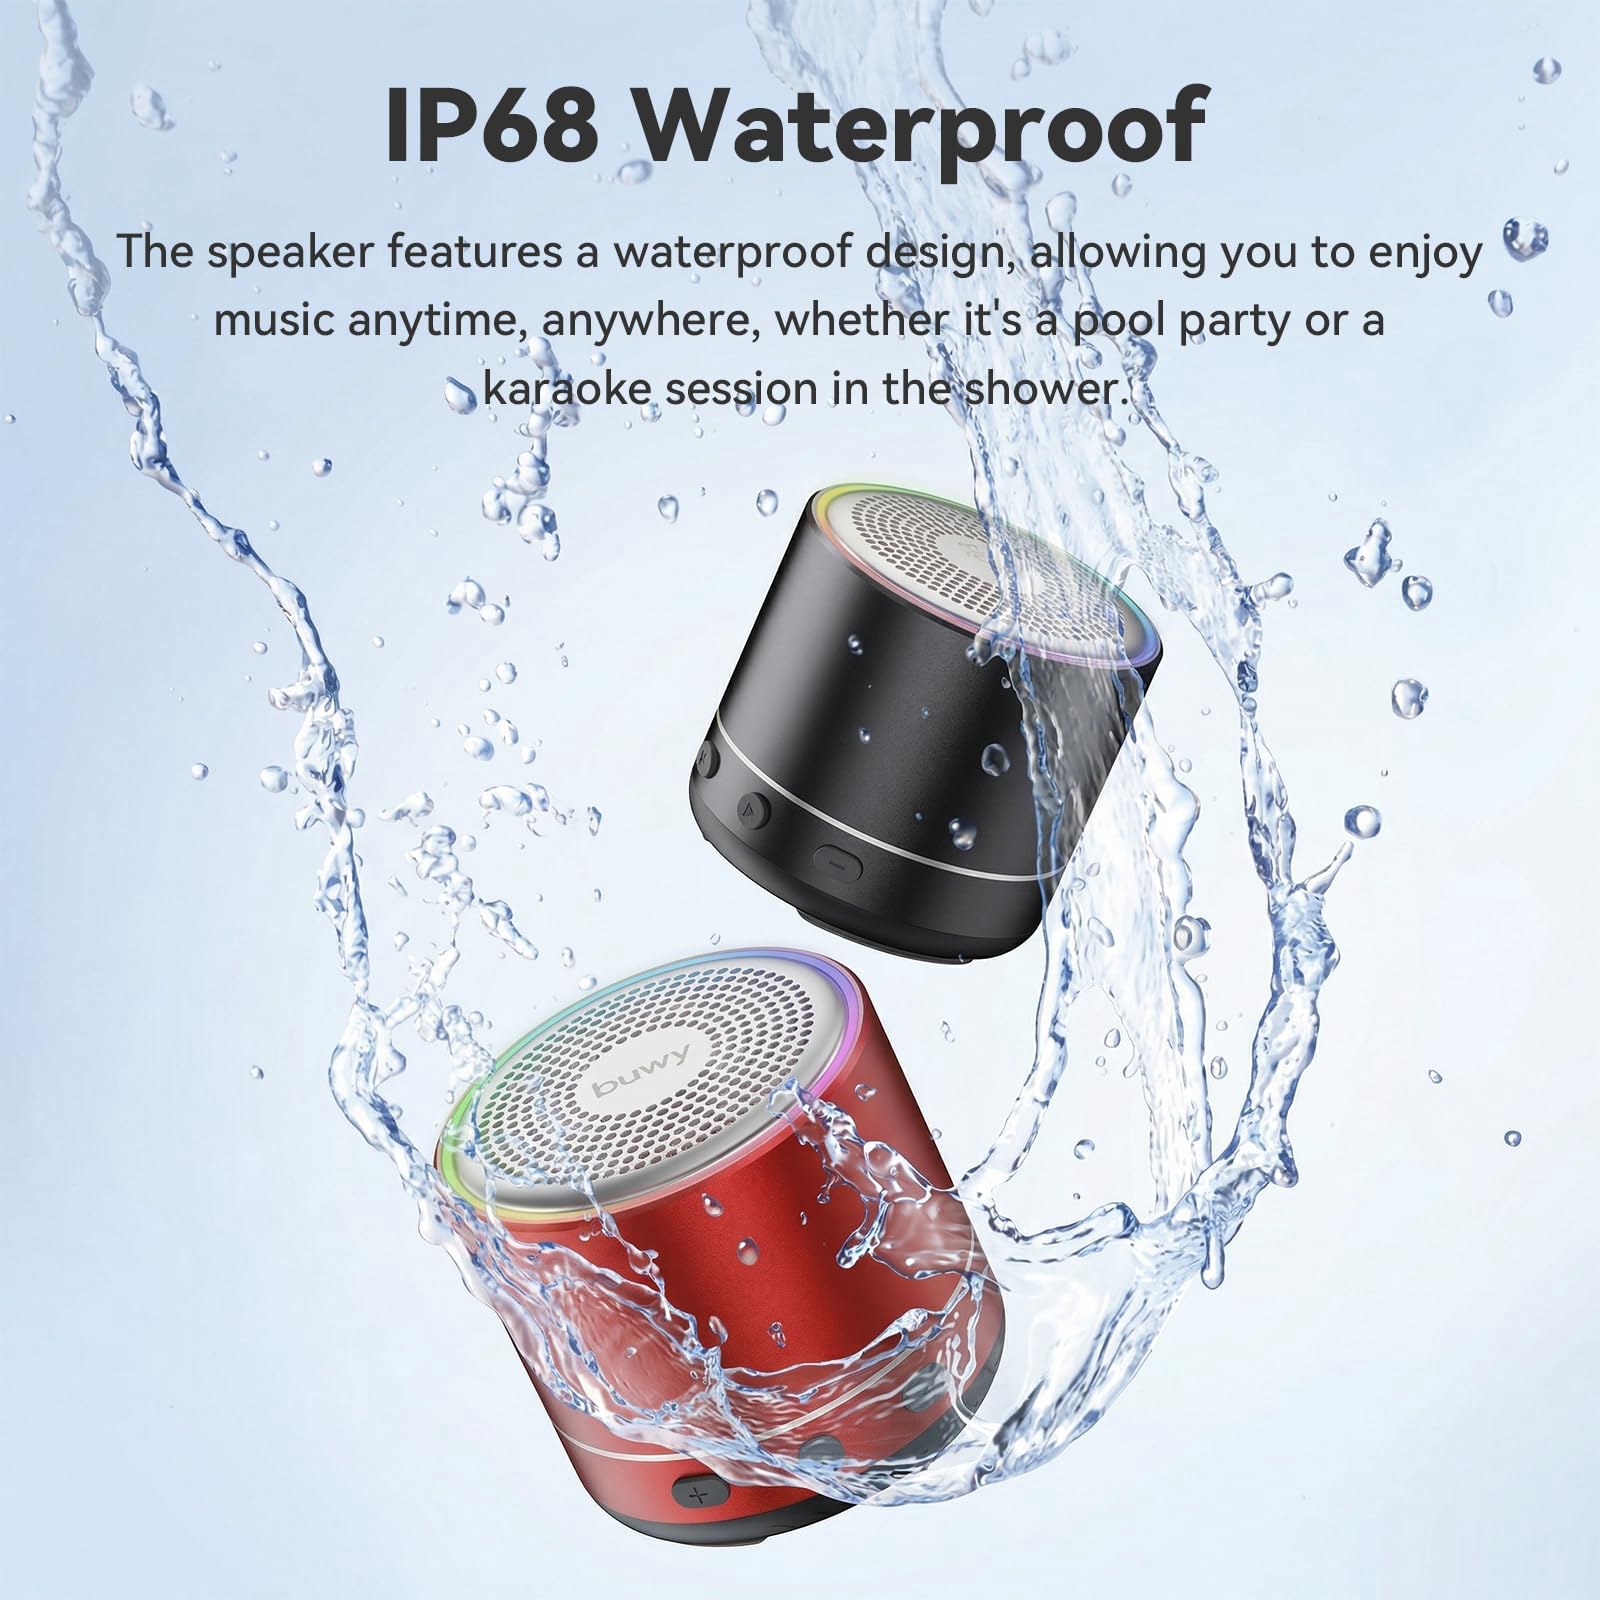 IP68 Waterproof
The speaker features a waterproof design, allowing you to enjoy
music anytime, anywhere, whether it's a pool party or a
karaoke session in the shower.
buwy